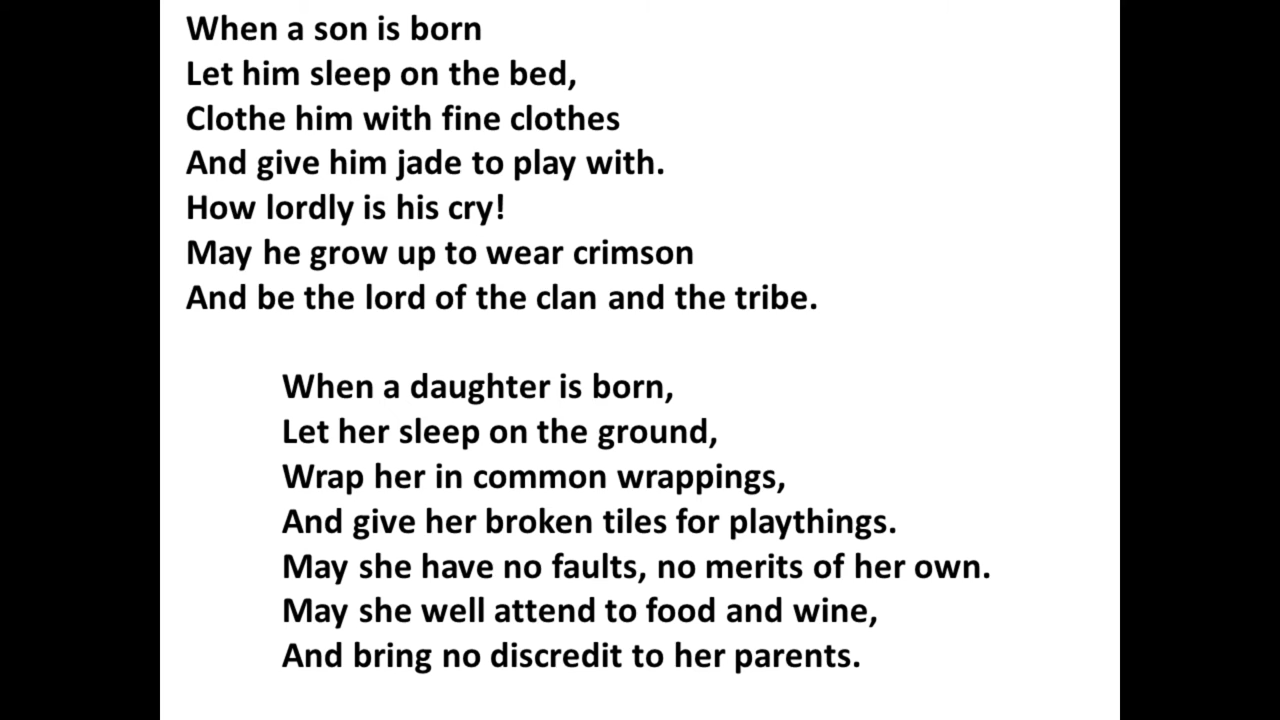 When a son is born
Let him sleep on the bed,
Clothe him with fine clothes
And give him jade to play with.
How lordly is his cry!
May he grow up to wear crimson
And be the lord of the clan and the tribe.
When a daughter is born,
Let her sleep on the ground,
Wrap her in common wrappings,
And give her broken tiles for playthings.
May she have no faults, no merits of her own.
May she well attend to food and wine,
And bring no discredit to her parents.